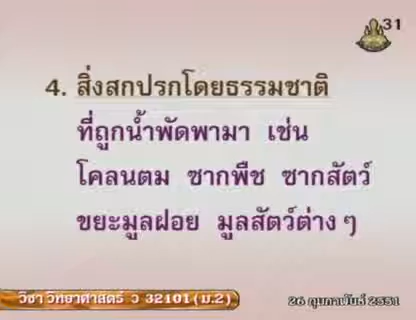 31
4. สิ่งสกปรกโดยธรรมชาติ
ที่ถูกน้ำพัดพามา เช่น
โคลนตม ซากพืช ซากสัตว์
ขยะมูลฝอย มูลสัตว์ต่างๆ
วิชา วิทยาศาสตร์ ว 32101 (ม.2)
26 กุมภาพันธ์ 2551